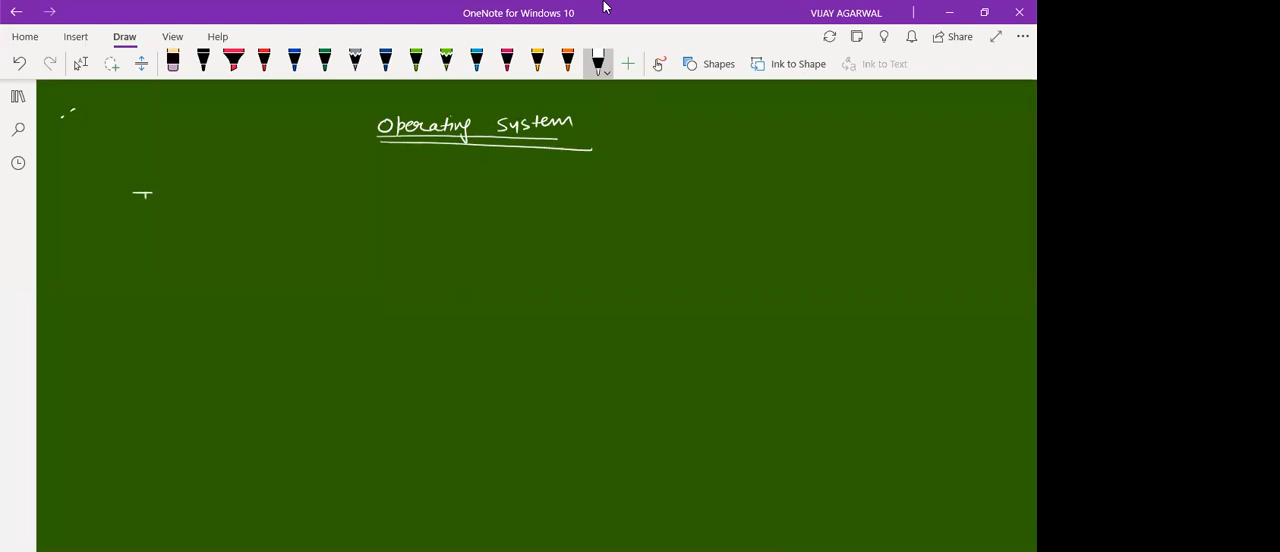 OneNote for Windows 10
VIJAY AGARWAL
Home Insert Draw View Help
Share
Shapes Ink to Shape Ink to Text
Operating System